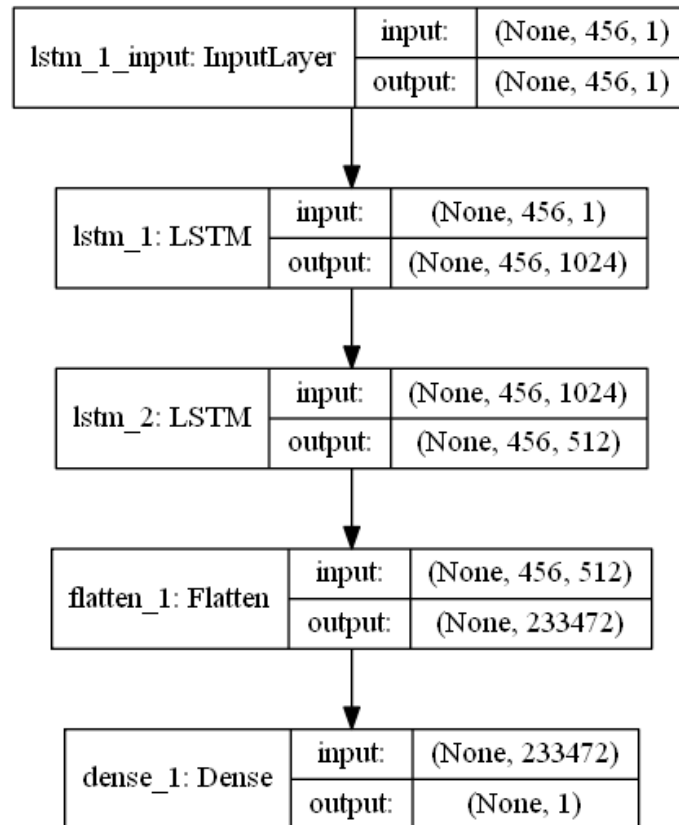 lstm_1_input: InputLayer
input: (None, 456, 1)
output: (None, 456, 1)
lstm_1: LSTM
input: (None, 456, 1)
output: (None, 456, 1024)
lstm_2: LSTM
input: (None, 456, 1024)
output: (None, 456, 512)
flatten_1: Flatten
input: (None, 456, 512)
output: (None, 233472)
dense_1: Dense
input: (None, 233472)
output: (None, 1)